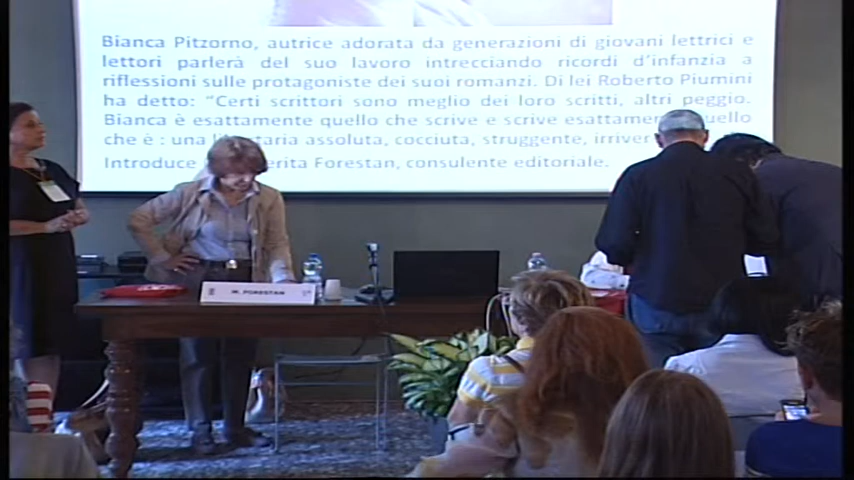 Bianca Pitzorno, autrice adorata da generazioni di giovani lettrici e
lettori parlerà del suo lavoro intrecciando ricordi d'infanzia a
riflessioni sulle protagoniste dei suoi romanzi. Di lei Roberto Piumini
ha detto: "Certi scrittori sono meglio dei loro scritti, altri peggio.
Bianca è esattamente quello che scrive e scrive esattamente quello
che è : una assoluta, cocciuta, struggente,
Introduce Forestan, consulente editoriale.
M. FORESTAN